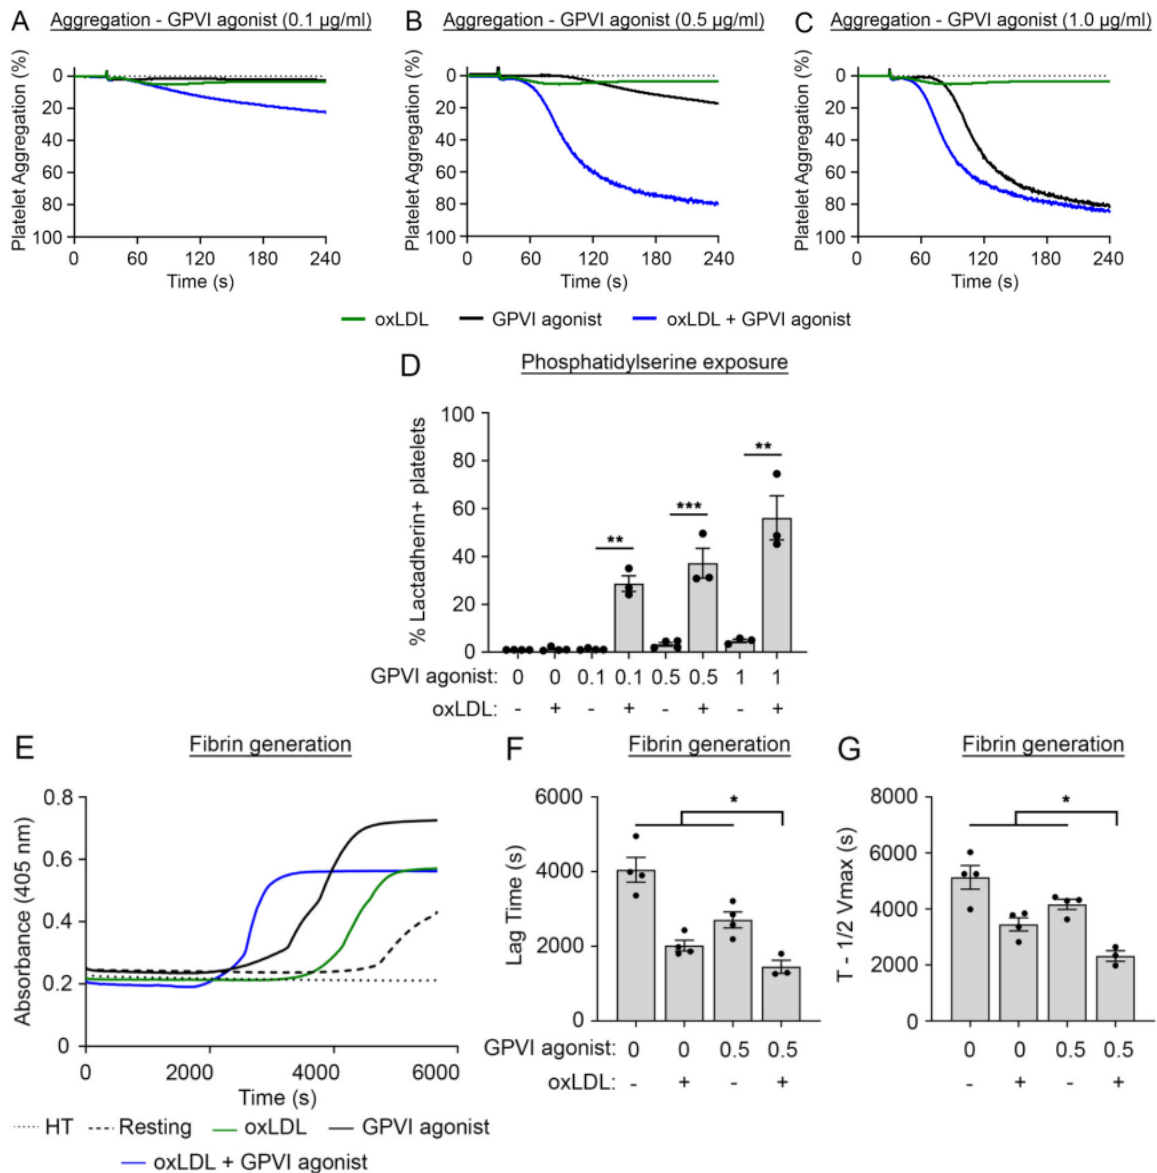 A Aggregation - GPVI agonist (0.1 µg/ml)
B Aggregation - GPVI agonist (0.5 µg/ml)
C Aggregation - GPVI agonist (1.0 µg/ml)
Platelet Aggregation (%)
0
20
40
60
80
100
0 60 120 180 240
Time (s)
Platelet Aggregation (%)
0
20
40
60
80
100
0 60 120 180 240
Time (s)
Platelet Aggregation (%)
0
20
40
60
80
100
0 60 120 180 240
Time (s)
oxLDL GPVI agonist oxLDL + GPVI agonist
D Phosphatidylserine exposure
% Lactadherin+ platelets
100
80
60
40
20
0
** *** **
GPVI agonist: 0 0 0.1 0.1 0.5 0.5 1 1
oxLDL: - + - + - + - +
E Fibrin generation
Absorbance (405 nm)
0.8
0.6
0.4
0.2
0
0 2000 4000 6000
Time (s)
HT Resting oxLDL GPVI agonist
oxLDL + GPVI agonist
F Fibrin generation
Lag Time (s)
6000
4000
2000
0
*
GPVI agonist: 0 0 0.5 0.5
oxLDL: - + - +
G Fibrin generation
T - 1/2 Vmax (s)
8000
6000
4000
2000
0
*
0 0 0.5 0.5
- + - +